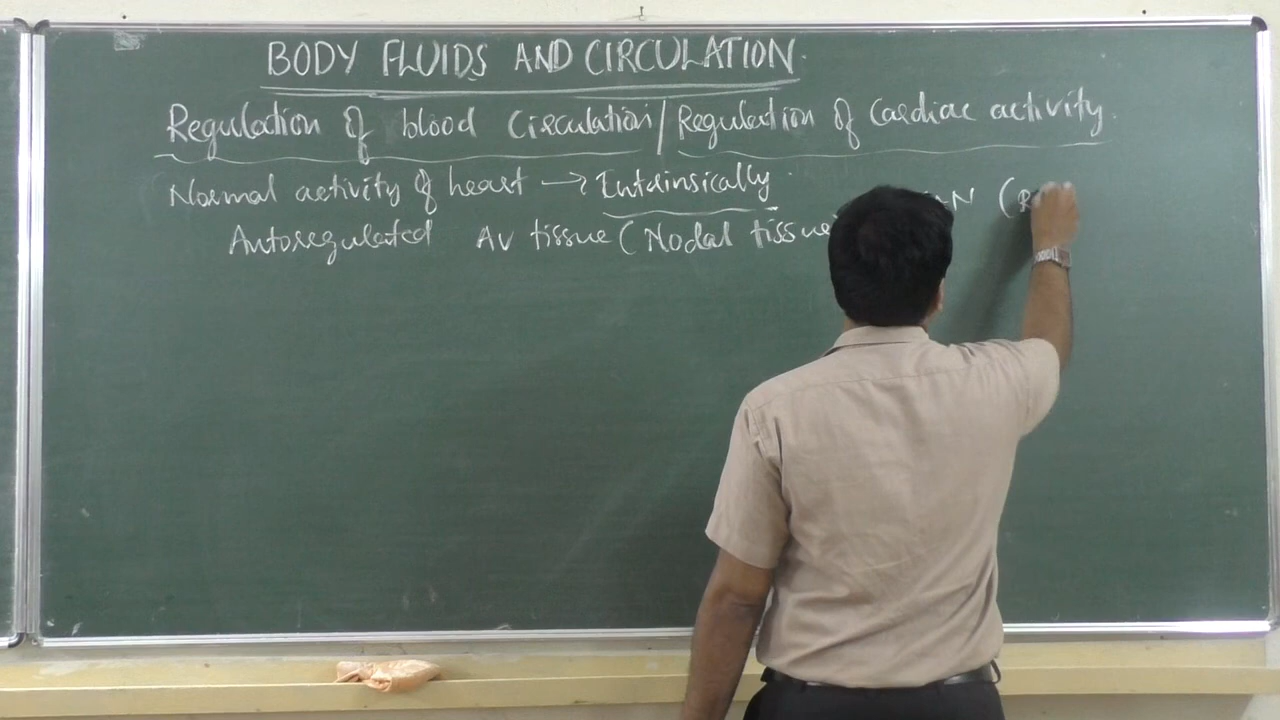 BODY FLUIDS AND CIRCULATION.
Regulation of blood Circulation / Regulation of Cardiac activity.
Normal activity of heart → Intrinsically.
Autoregulated AV tissue (Nodal tissue